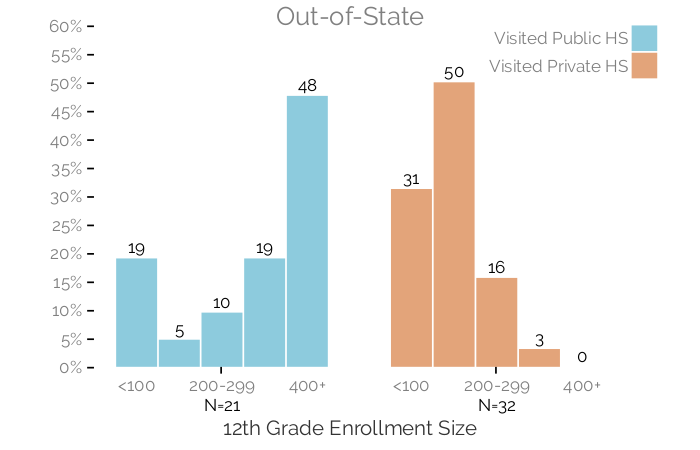 Out-of-State
Visited Public HS
Visited Private HS
60%
55%
50%
45%
40%
35%
30%
25%
20%
15%
10%
5%
0%
19
5
10
19
48
31
50
16
3
0
<100 200-299 400+
<100 200-299 400+
N=21
N=32
12th Grade Enrollment Size